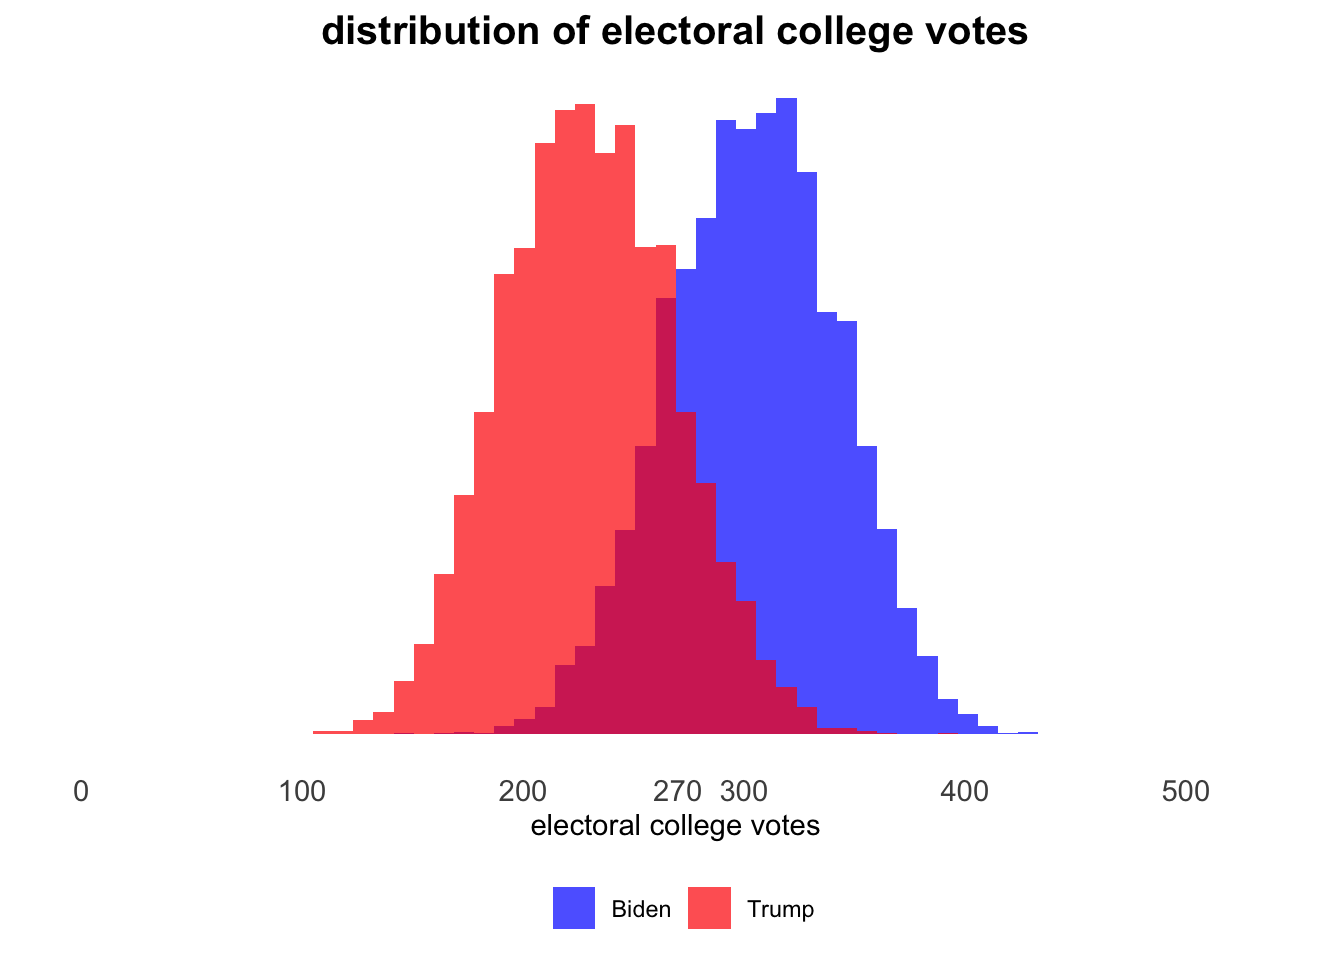 distribution of electoral college votes
0 100 200 270 300 400 500
electoral college votes
Biden Trump